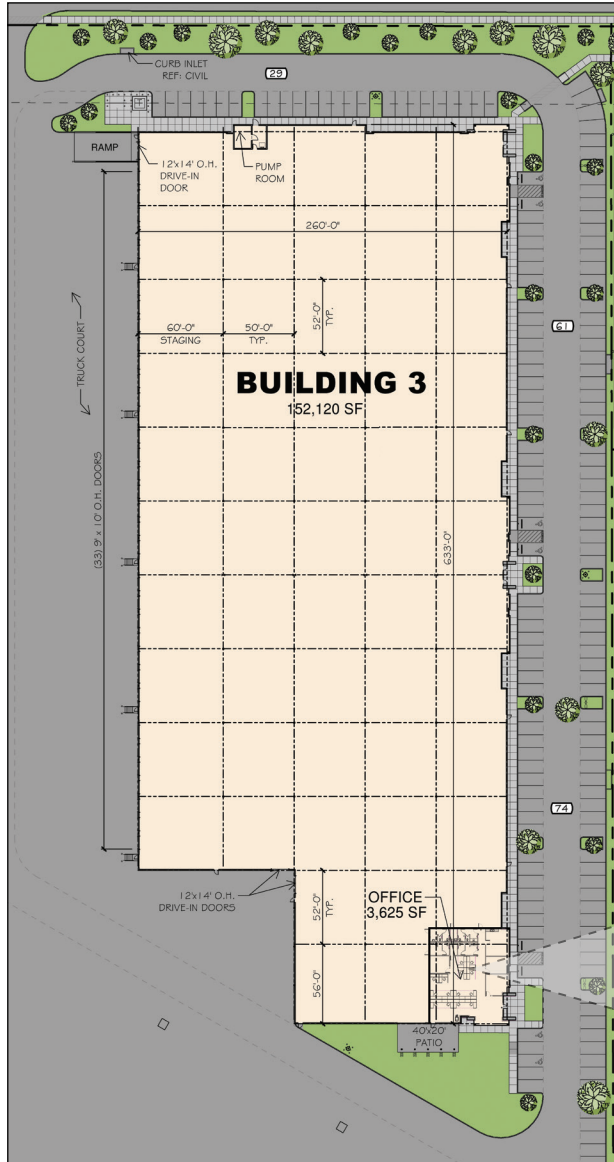 CURB INLET
REF: CIVIL
29
RAMP
12'x14' O.H.
DRIVE-IN
DOOR
PUMP
ROOM
260'-0"
60'-0"
STAGING
50'-0"
TYP.
52'-0"
TYP.
TRUCK COURT
61
BUILDING 3
152,120 SF
(33) 9' x 10' O.H. DOORS
633'-0"
74
12'x14' O.H.
DRIVE-IN DOORS
52'-0"
TYP.
OFFICE
3,625 SF
56'-0"
40'x20'
PATIO